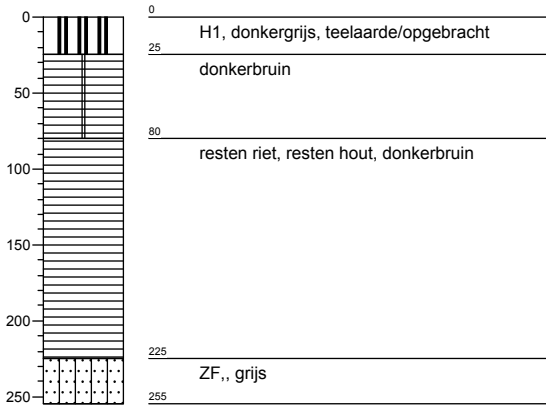 0
0
H1, donkergrijs, teelaarde/opgebracht
25
donkerbruin
50
80
resten riet, resten hout, donkerbruin
100
150
200
225
ZF,, grijs
250
255